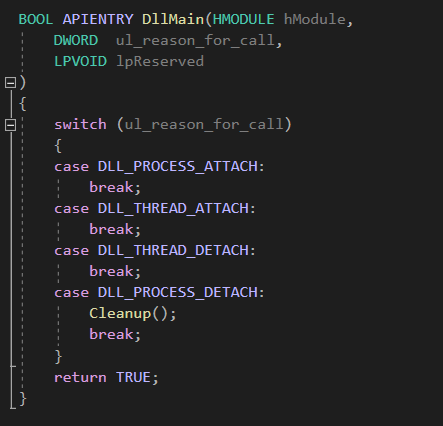 BOOL APIENTRY DllMain(HMODULE hModule,
    DWORD  ul_reason_for_call,
    LPVOID lpReserved
)
{
    switch (ul_reason_for_call)
    {
    case DLL_PROCESS_ATTACH:
        break;
    case DLL_THREAD_ATTACH:
        break;
    case DLL_THREAD_DETACH:
        break;
    case DLL_PROCESS_DETACH:
        Cleanup();
        break;
    }
    return TRUE;
}